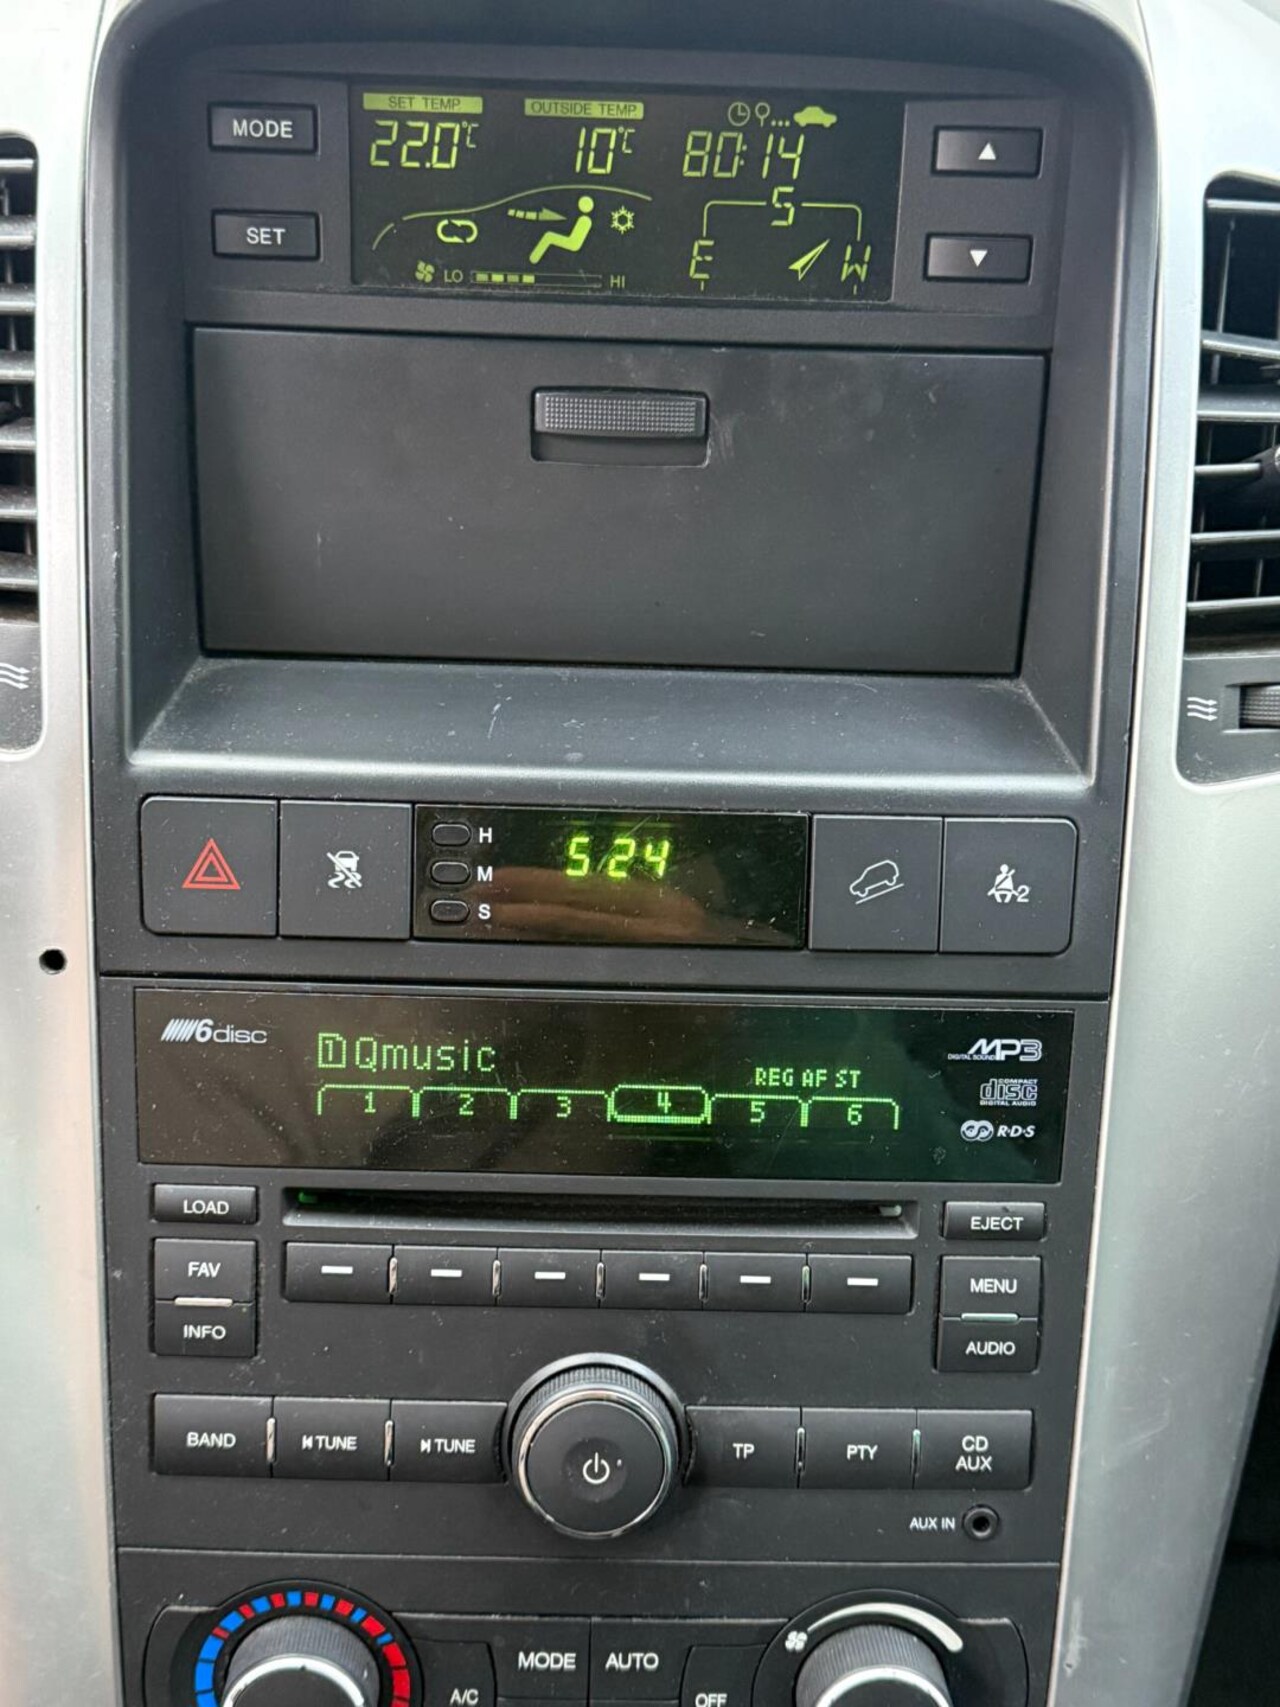 SET TEMP OUTSIDE TEMP
MODE 22.0°C 10°C 80:14
S
SET E W
LO HI
H 5:24
M
S
2
6disc 1 Qmusic MP3
DIGITAL SOUND
REG AF ST
COMPACT disc DIGITAL AUDIO
1 2 3 4 5 6
R·D·S
LOAD EJECT
FAV MENU
INFO AUDIO
BAND TUNE TUNE TP PTY CD AUX
AUX IN
MODE AUTO
A/C OFF